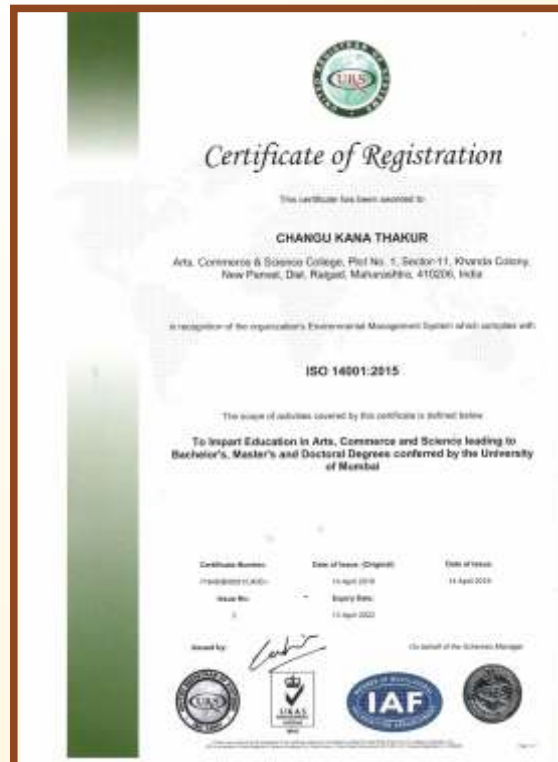 URS
Certificate of Registration
This certificate has been awarded to
CHANGU KANA THAKUR
Arts, Commerce & Science College, Plot No. 1, Sector-11, Khanda Colony,
New Panvel, Dist. Raigad, Maharashtra, 410206, India
in recognition of the organization's Environmental Management System which complies with
ISO 14001:2015
The scope of activities covered by this certificate is defined below
To Impart Education in Arts, Commerce and Science leading to
Bachelor's, Master's and Doctoral Degrees conferred by the University
of Mumbai
Certificate Number: Date of Issue: (Original) Date of Issue:
Issue No: Expiry Date:
13 April 2022
Issued by: On behalf of the Schemes Manager
URS
UKAS
IAF